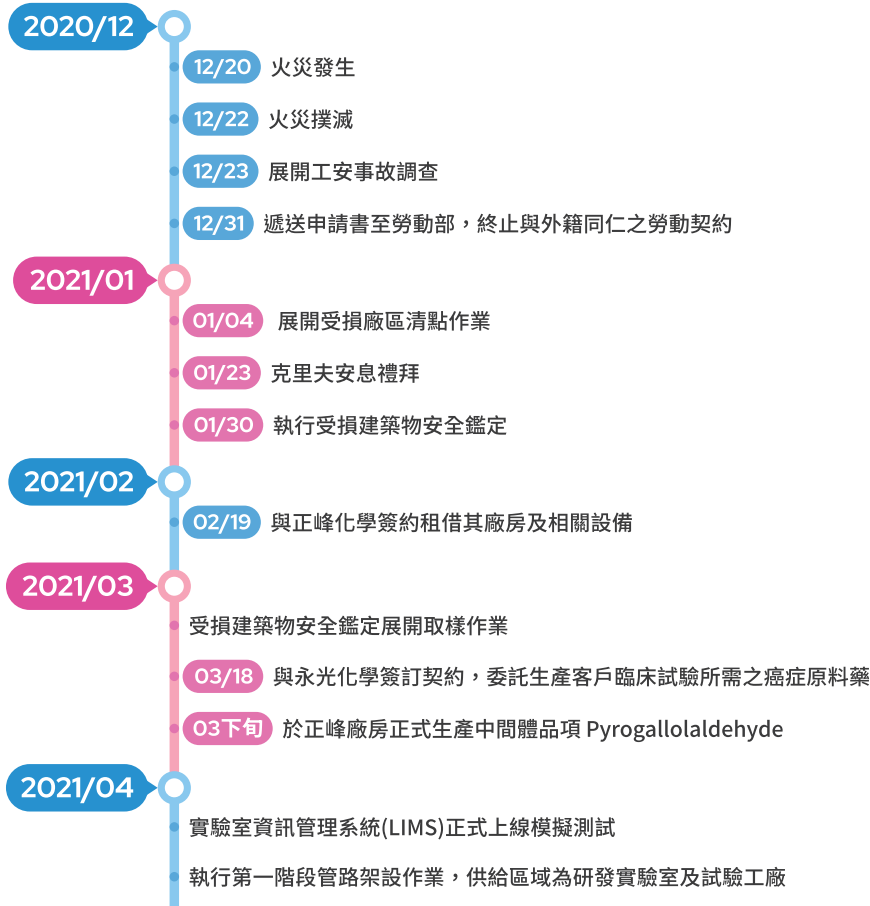 2020/12
12/20 火災發生
12/22 火災撲滅
12/23 展開工安事故調查
12/31 遞送申請書至勞動部，終止與外籍同仁之勞動契約
2021/01
01/04 展開受損廠區清點作業
01/23 克里夫安息禮拜
01/30 執行受損建築物安全鑑定
2021/02
02/19 與正峰化學簽約租借其廠房及相關設備
2021/03
受損建築物安全鑑定展開取樣作業
03/18 與永光化學簽訂契約，委託生產客戶臨床試驗所需之癌症原料藥
03下旬 於正峰廠房正式生產中間體品項 Pyrogallolaldehyde
2021/04
實驗室資訊管理系統(LIMS)正式上線模擬測試
執行第一階段管路架設作業，供給區域為研發實驗室及試驗工廠